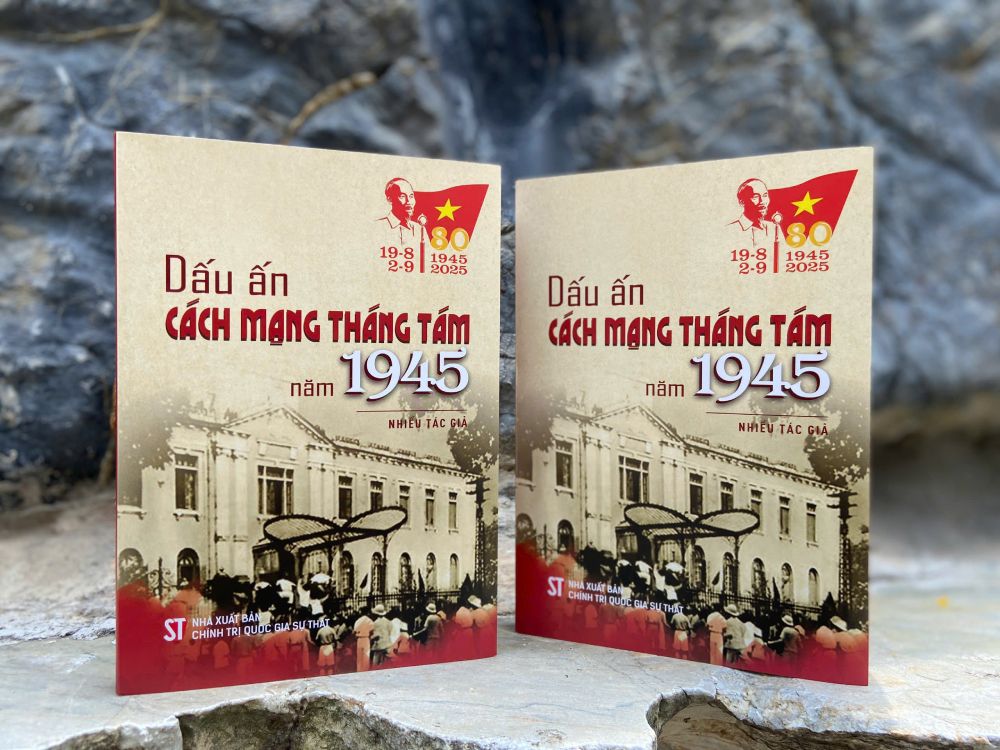 80
19-8 1945
2-9 2025
Dấu ấn
CÁCH MẠNG THÁNG TÁM
năm 1945
NHIỀU TÁC GIẢ
ST NHÀ XUẤT BẢN
CHÍNH TRỊ QUỐC GIA SỰ THẬT
80
19-8 1945
2-9 2025
Dấu ấn
CÁCH MẠNG THÁNG TÁM
năm 1945
NHIỀU TÁC GIẢ
ST NHÀ XUẤT BẢN
CHÍNH TRỊ QUỐC GIA SỰ THẬT